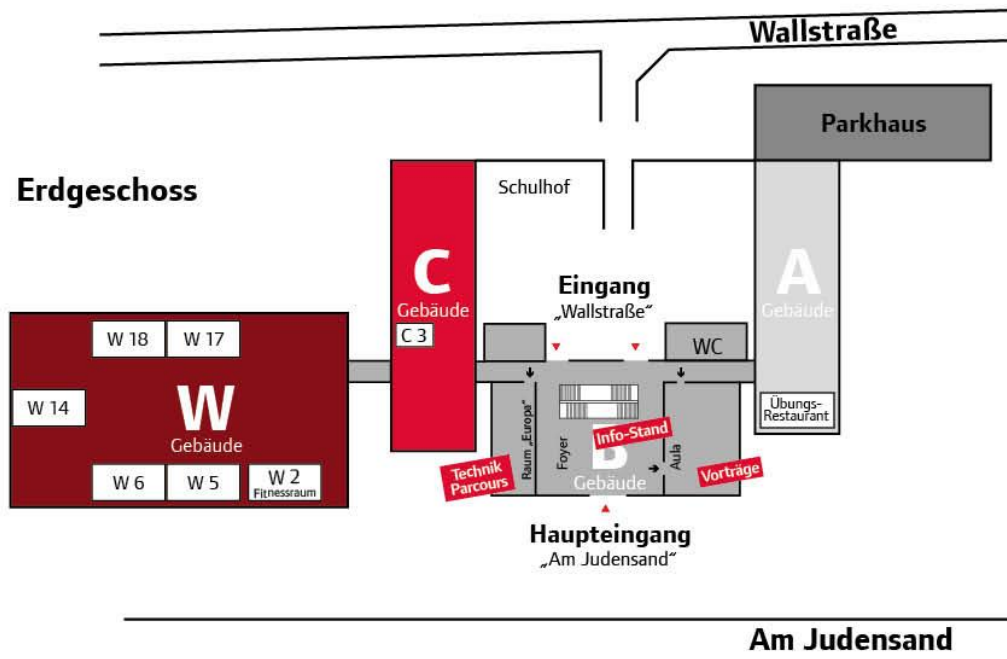 Wallstraße
Parkhaus
Erdgeschoss
Schulhof
C
Gebäude
C 3
A
Gebäude
Eingang
„Wallstraße“
W 18
W 17
WC
W 14
W
Gebäude
Übungs-
Restaurant
Raum „Europa“
Foyer
Info-Stand
Aula
B
Gebäude
Technik
Parcours
Vorträge
W 6
W 5
W 2
Fitnessraum
Haupteingang
„Am Judensand“
Am Judensand